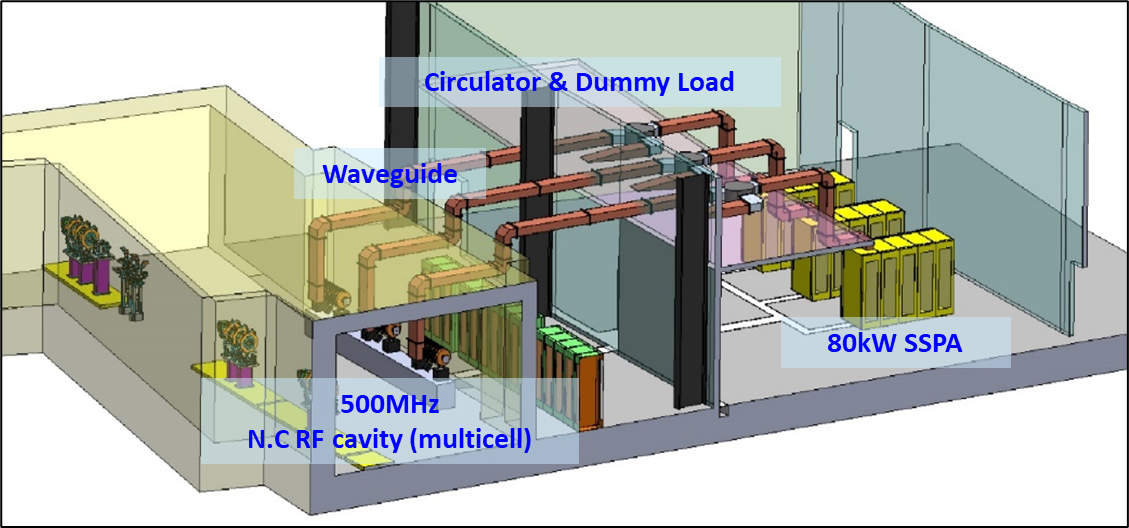 Circulator & Dummy Load
Waveguide
80kW SSPA
500MHz
N.C RF cavity (multicell)